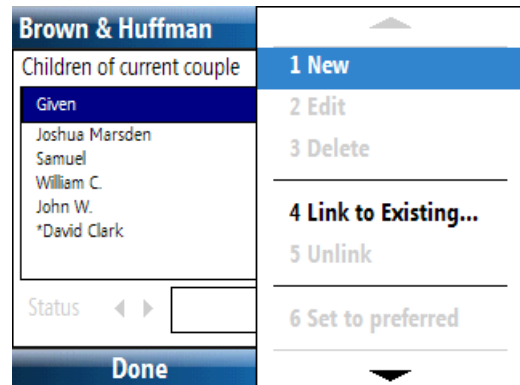 Brown & Huffman
Children of current couple
Given
Joshua Marsden
Samuel
William C.
John W.
*David Clark
Status
Done
1 New
2 Edit
3 Delete
4 Link to Existing...
5 Unlink
6 Set to preferred